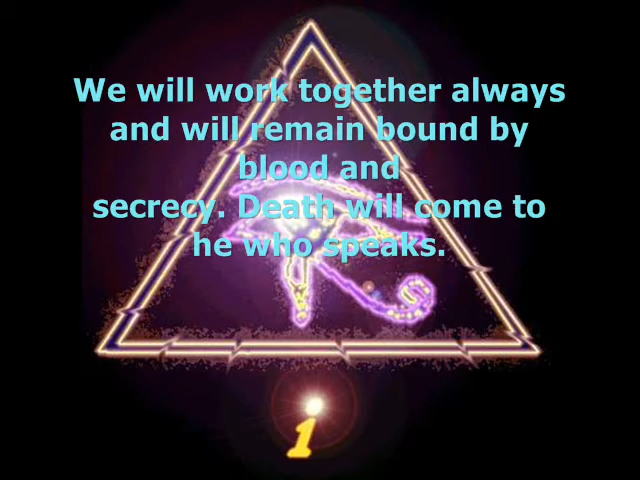 We will work together always
and will remain bound by
blood and
secrecy. Death will come to
he who speaks.
1